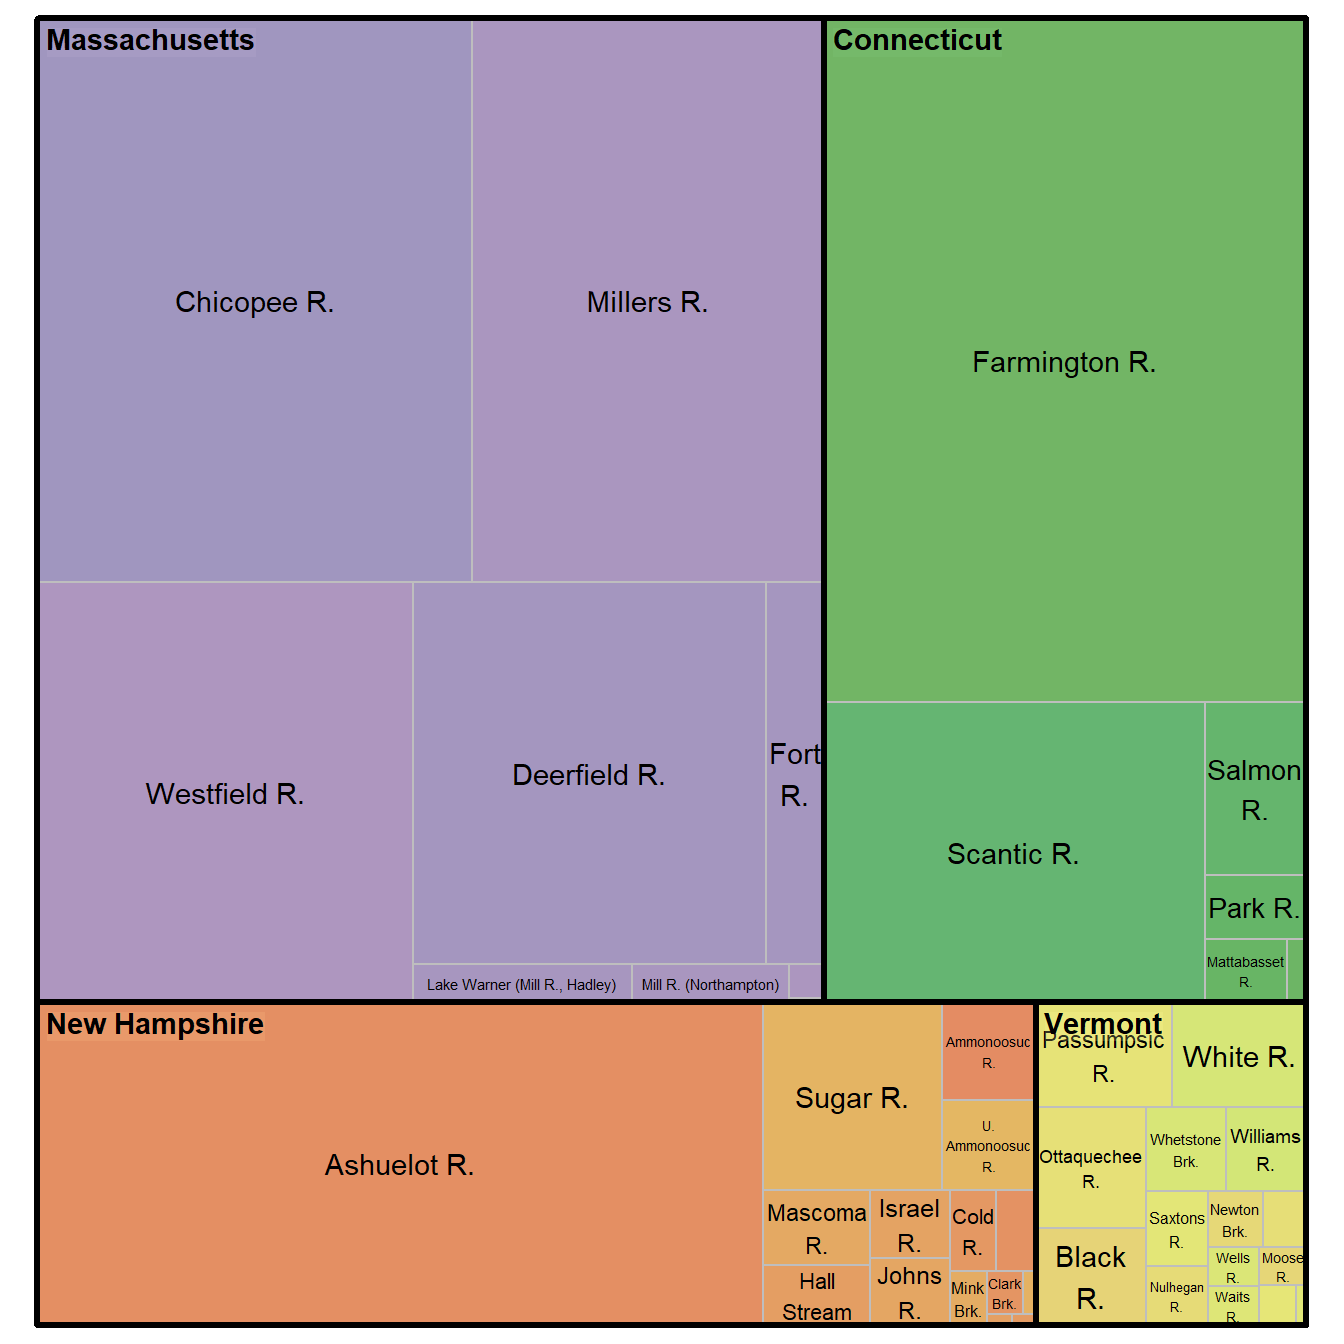 Massachusetts
Chicopee R.
Millers R.
Westfield R.
Deerfield R.
Fort
R.
Lake Warner (Mill R., Hadley)
Mill R. (Northampton)
Connecticut
Farmington R.
Scantic R.
Salmon
R.
Park R.
Mattabasset
R.
New Hampshire
Ashuelot R.
Sugar R.
Ammonoosuc
R.
U.
Ammonoosuc
R.
Mascoma
R.
Israel
R.
Cold
R.
Hall
Stream
Johns
R.
Mink
Brk.
Clark
Brk.
Vermont
Passumpsic
R.
White R.
Ottaquechee
R.
Whetstone
Brk.
Williams
R.
Black
R.
Saxtons
R.
Newton
Brk.
Nulhegan
R.
Wells
R.
Moose
R.
Waits
R.